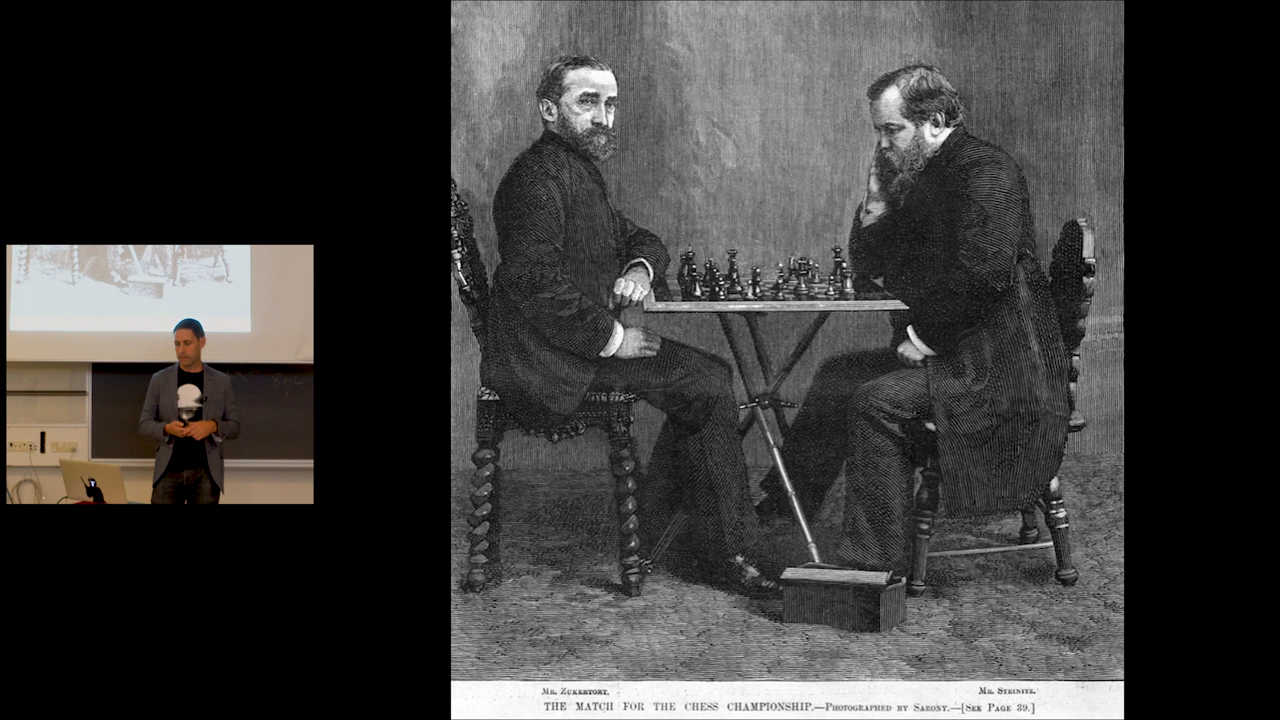 Mr. Zukertort.
Mr. Steinitz.
THE MATCH FOR THE CHESS CHAMPIONSHIP.—Photographed by Sarony.—[See Page 39.]